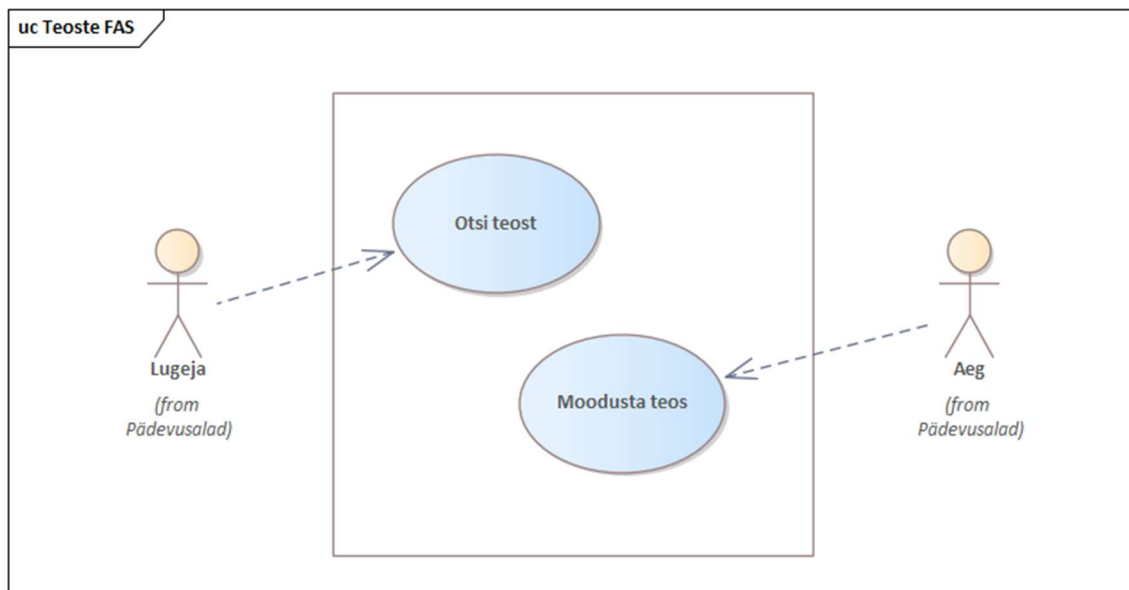 uc Teoste FAS
Otsi teost
Lugeja
(from
Pädevusalad)
Moodusta teos
Aeg
(from
Pädevusalad)